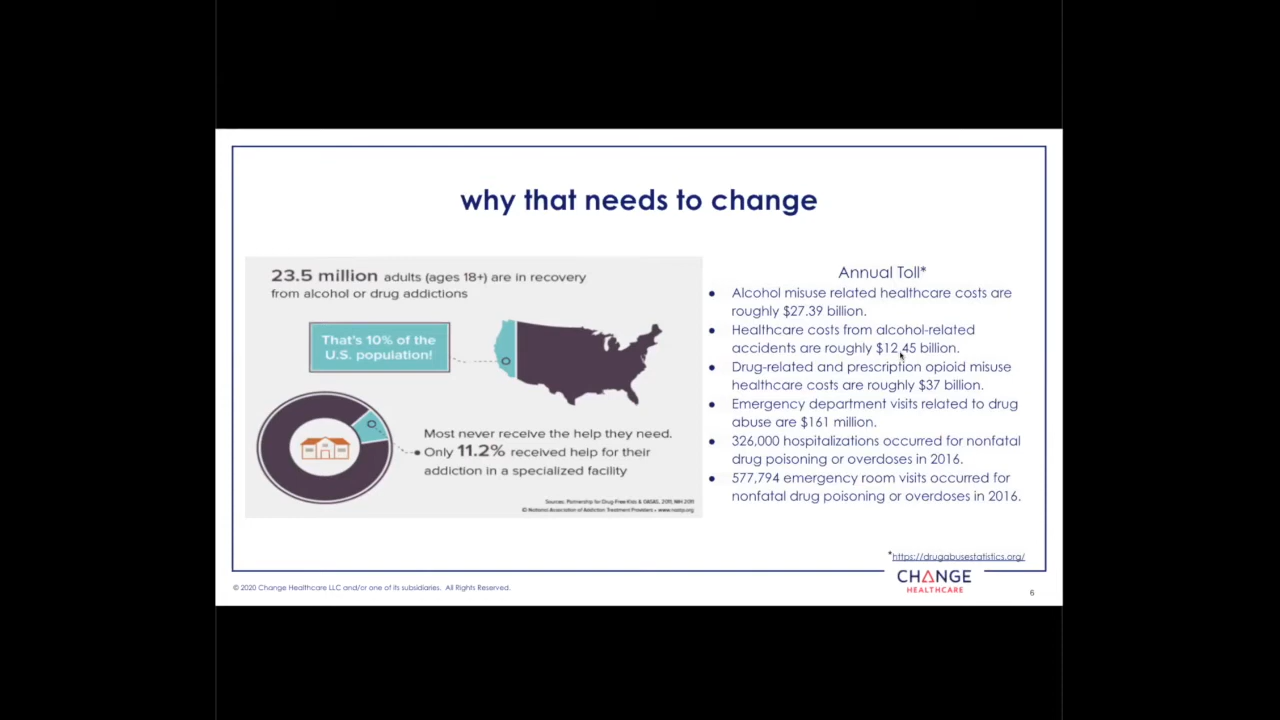 why that needs to change
23.5 million adults (ages 18+) are in recovery
from alcohol or drug addictions
That's 10% of the
U.S. population!
Most never receive the help they need.
Only 11.2% received help for their
addiction in a specialized facility
Sources: Partnership for Drug-Free Kids & OASAS, 2011, NIH 2011
© National Association of Addiction Treatment Providers • www.naatp.org
Annual Toll*
● Alcohol misuse related healthcare costs are
roughly $27.39 billion.
● Healthcare costs from alcohol-related
accidents are roughly $12.45 billion.
● Drug-related and prescription opioid misuse
healthcare costs are roughly $37 billion.
● Emergency department visits related to drug
abuse are $161 million.
● 326,000 hospitalizations occurred for nonfatal
drug poisoning or overdoses in 2016.
● 577,794 emergency room visits occurred for
nonfatal drug poisoning or overdoses in 2016.
*https://drugabusestatistics.org/
© 2020 Change Healthcare LLC and/or one of its subsidiaries. All Rights Reserved.
CHANGE
HEALTHCARE
6